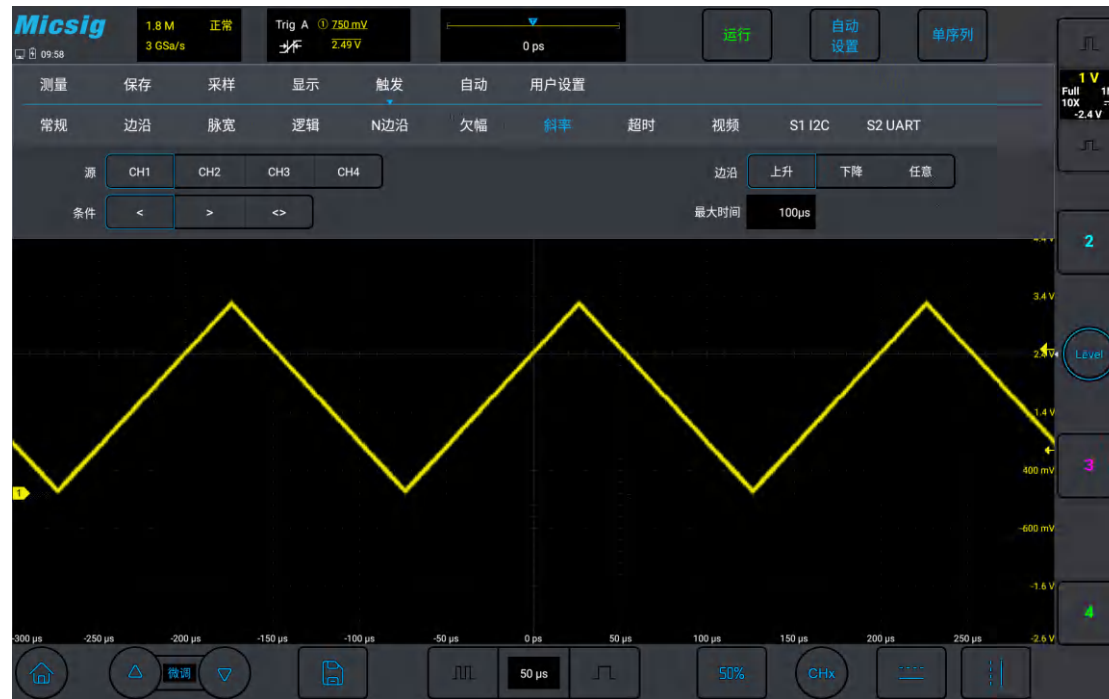 Micsig 1.8 M 正常 Trig A ① 750 mV 运行 自动设置 单序列
09:58 3 GSa/s 2.49 V 0 ps
测量 保存 采样 显示 触发 自动 用户设置
常规 边沿 脉宽 逻辑 N边沿 欠幅 斜率 超时 视频 S1 I2C S2 UART
源 CH1 CH2 CH3 CH4 边沿 上升 下降 任意
条件 < > <> 最大时间 100μs
1 V
Full
10X
-2.4 V
2
3.4 V
Level
1.4 V
3
400 mV
1
-600 mV
-1.6 V
4
-2.6 V
-300 μs -250 μs -200 μs -150 μs -100 μs -50 μs 0 ps 50 μs 100 μs 150 μs 200 μs 250 μs
微调 50 μs 50% CHx